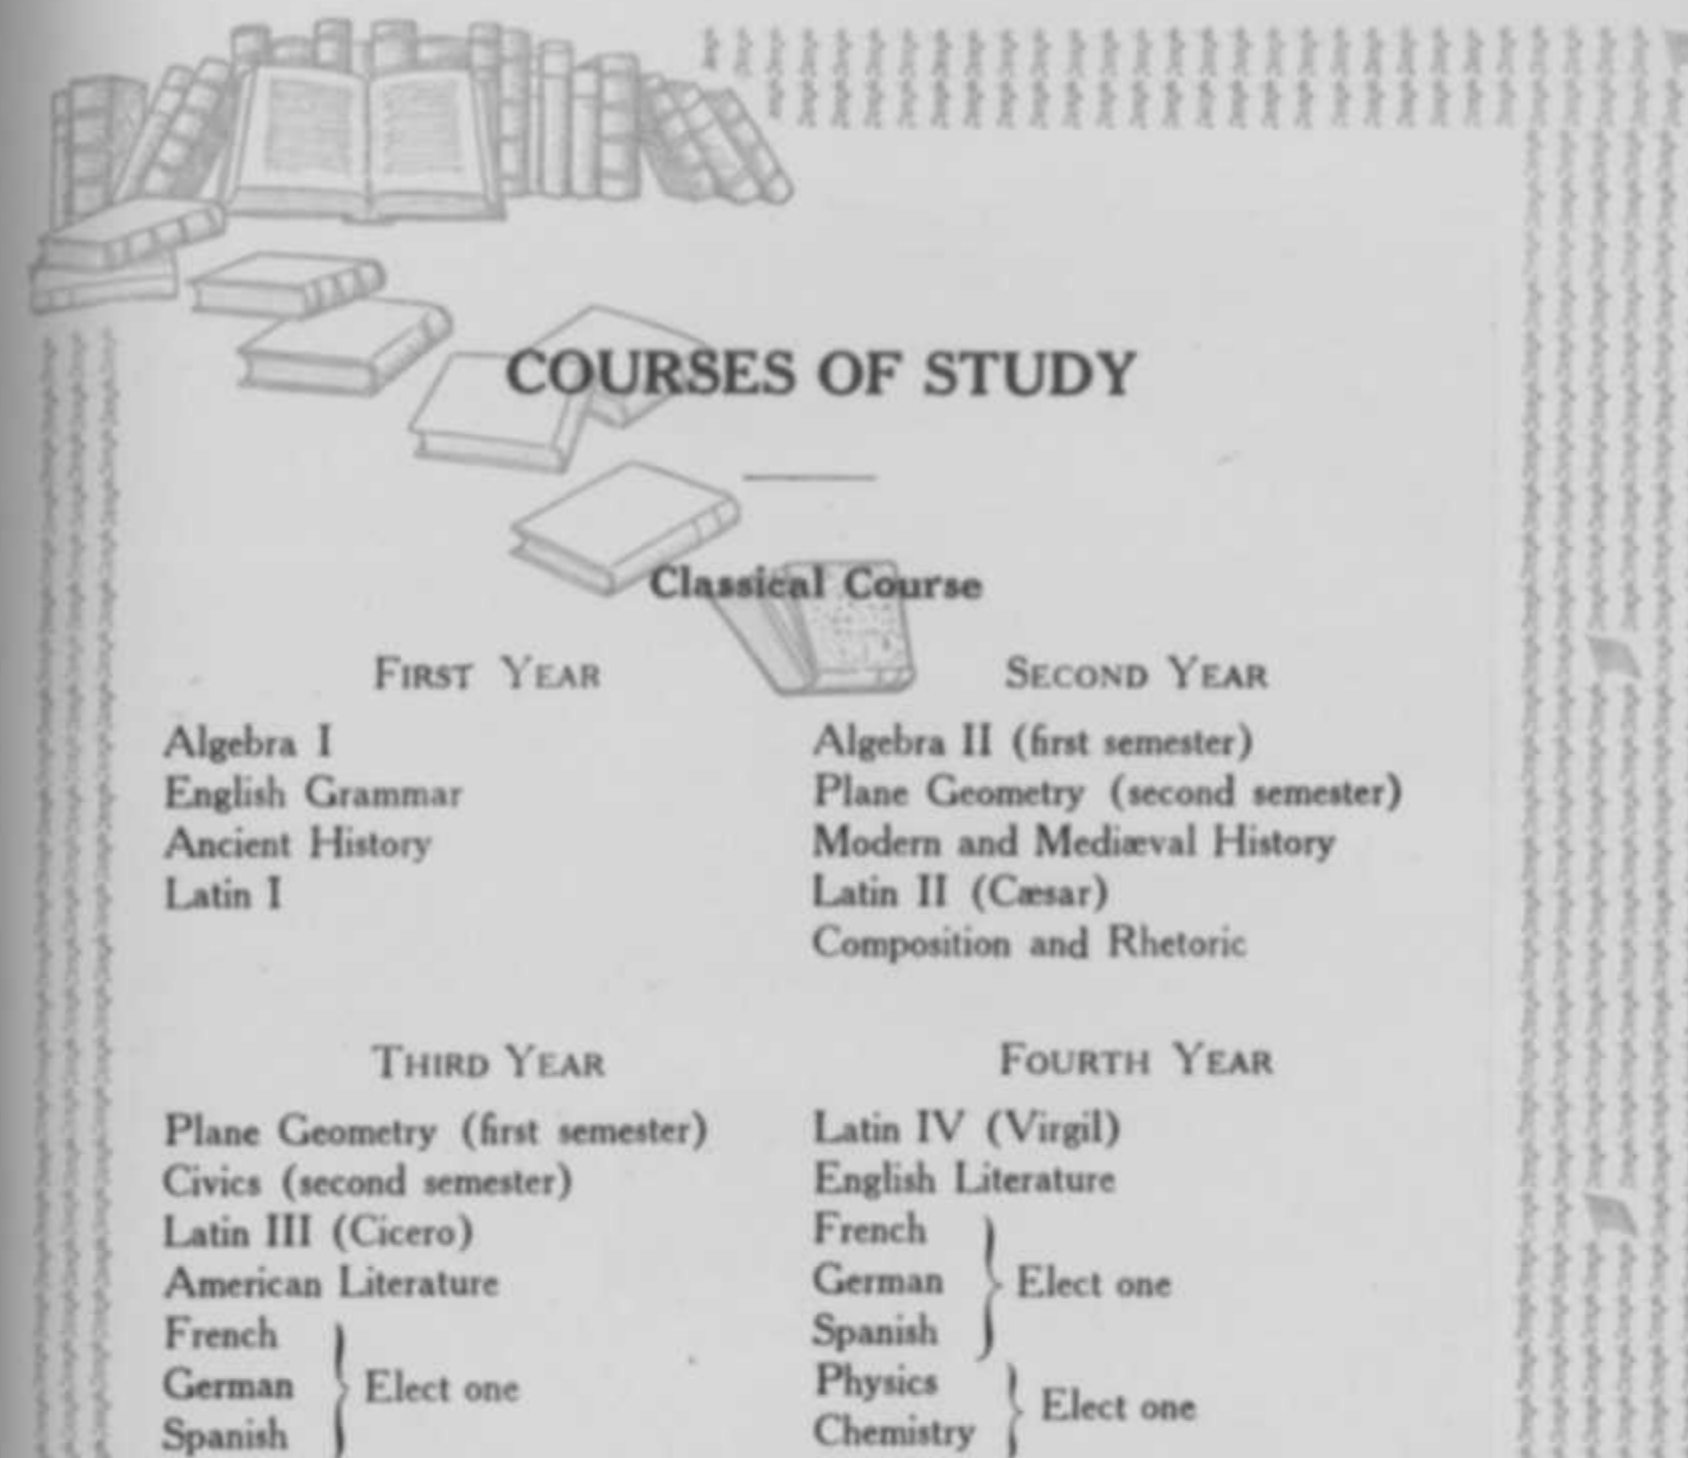 COURSES OF STUDY
Classical Course
FIRST YEAR
Algebra I
English Grammar
Ancient History
Latin I
SECOND YEAR
Algebra II (first semester)
Plane Geometry (second semester)
Modern and Mediæval History
Latin II (Cæsar)
Composition and Rhetoric
THIRD YEAR
Plane Geometry (first semester)
Civics (second semester)
Latin III (Cicero)
American Literature
French
German
Spanish
Elect one
FOURTH YEAR
Latin IV (Virgil)
English Literature
French
German
Spanish
Elect one
Physics
Chemistry
Elect one